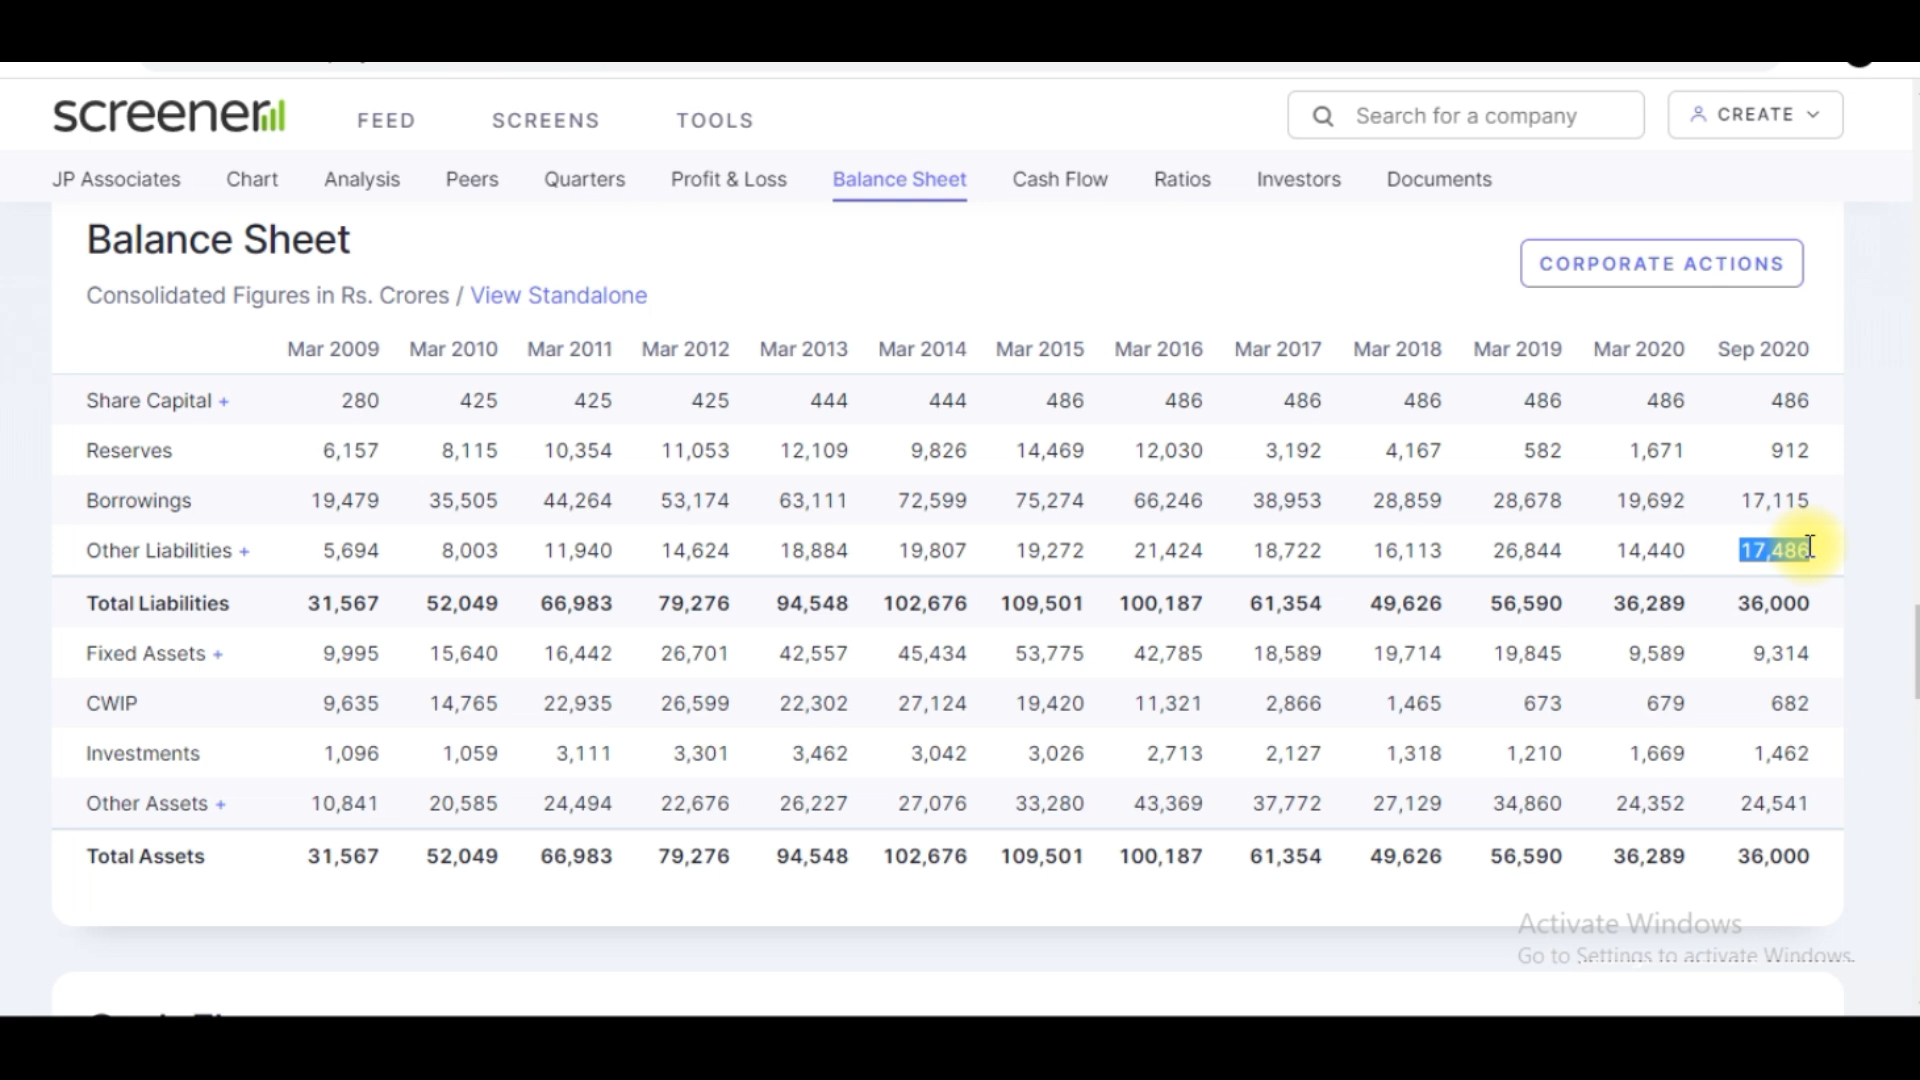 screener FEED SCREENS TOOLS Search for a company CREATE
JP Associates Chart Analysis Peers Quarters Profit & Loss Balance Sheet Cash Flow Ratios Investors Documents
Balance Sheet
CORPORATE ACTIONS
Consolidated Figures in Rs. Crores / View Standalone
Mar 2009 Mar 2010 Mar 2011 Mar 2012 Mar 2013 Mar 2014 Mar 2015 Mar 2016 Mar 2017 Mar 2018 Mar 2019 Mar 2020 Sep 2020
Share Capital + 280 425 425 425 444 444 486 486 486 486 486 486 486
Reserves 6,157 8,115 10,354 11,053 12,109 9,826 14,469 12,030 3,192 4,167 582 1,671 912
Borrowings 19,479 35,505 44,264 53,174 63,111 72,599 75,274 66,246 38,953 28,859 28,678 19,692 17,115
Other Liabilities + 5,694 8,003 11,940 14,624 18,884 19,807 19,272 21,424 18,722 16,113 26,844 14,440 17,486
Total Liabilities 31,567 52,049 66,983 79,276 94,548 102,676 109,501 100,187 61,354 49,626 56,590 36,289 36,000
Fixed Assets + 9,995 15,640 16,442 26,701 42,557 45,434 53,775 42,785 18,589 19,714 19,845 9,589 9,314
CWIP 9,635 14,765 22,935 26,599 22,302 27,124 19,420 11,321 2,866 1,465 673 679 682
Investments 1,096 1,059 3,111 3,301 3,462 3,042 3,026 2,713 2,127 1,318 1,210 1,669 1,462
Other Assets + 10,841 20,585 24,494 22,676 26,227 27,076 33,280 43,369 37,772 27,129 34,860 24,352 24,541
Total Assets 31,567 52,049 66,983 79,276 94,548 102,676 109,501 100,187 61,354 49,626 56,590 36,289 36,000
Activate Windows
Go to Settings to activate Windows.